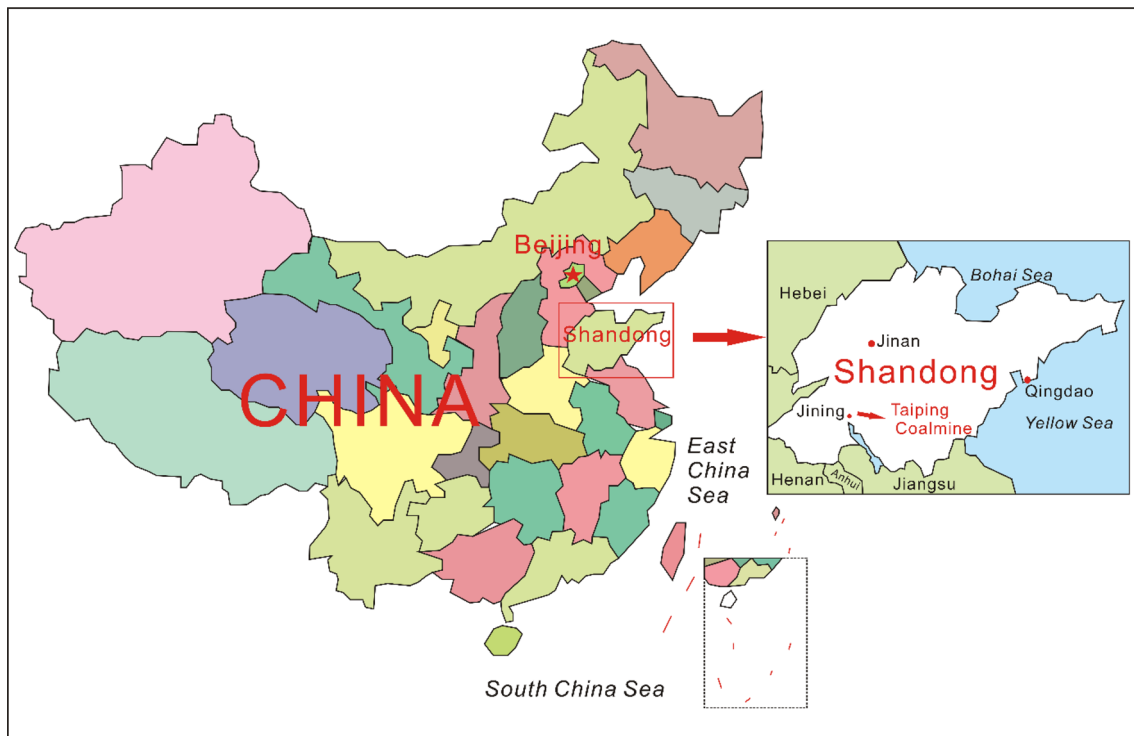 Beijing
Shandong
CHINA
East
China
Sea
South China Sea
Bohai Sea
Hebei
Jinan
Shandong
Qingdao
Jining
Taiping
Coalmine
Yellow Sea
Henan
Anhui
Jiangsu